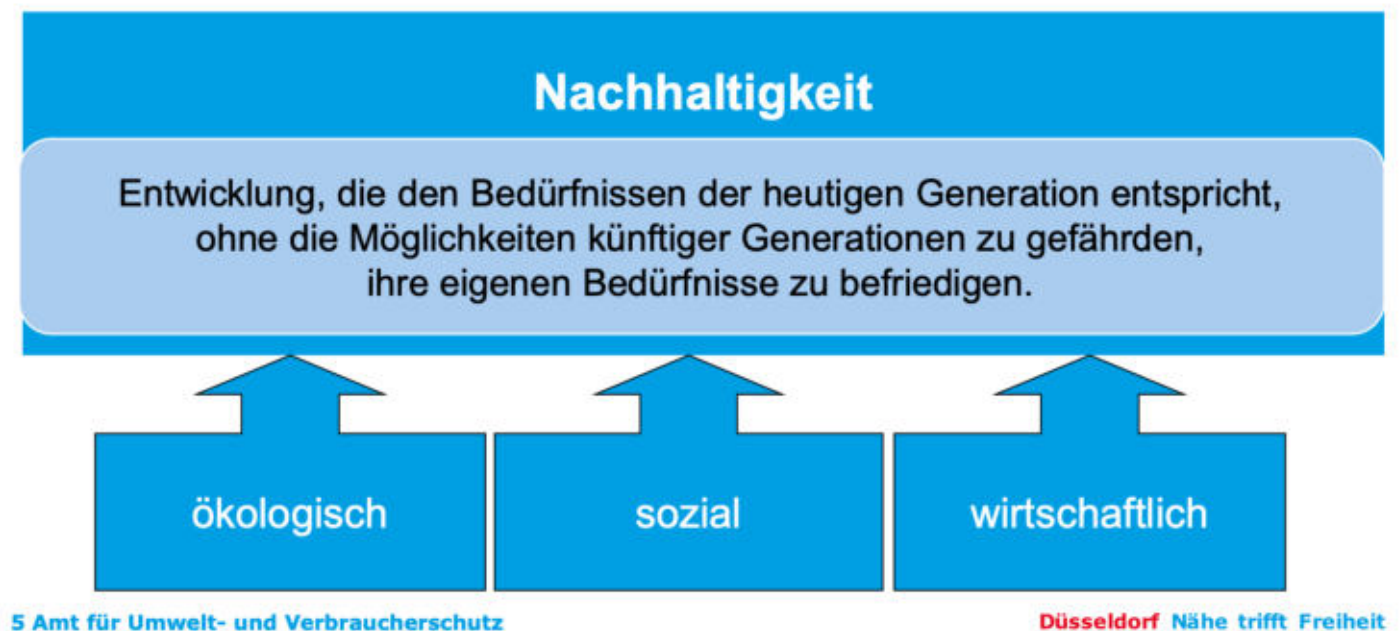 Nachhaltigkeit
Entwicklung, die den Bedürfnissen der heutigen Generation entspricht,
ohne die Möglichkeiten künftiger Generationen zu gefährden,
ihre eigenen Bedürfnisse zu befriedigen.
ökologisch
sozial
wirtschaftlich
5 Amt für Umwelt- und Verbraucherschutz
Düsseldorf Nähe trifft Freiheit